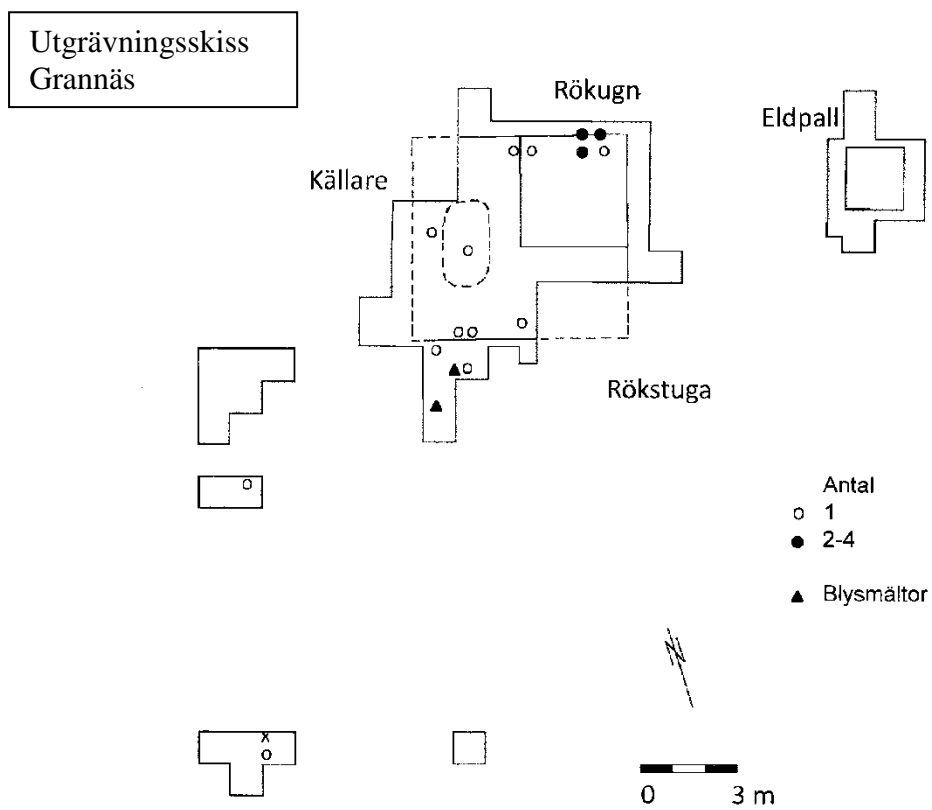 Utgrävningsskiss
Grannäs
Rökugn
Eldpall
Källare
Rökstuga
Antal
1
2-4
Blysmältor
x
N
0 3 m